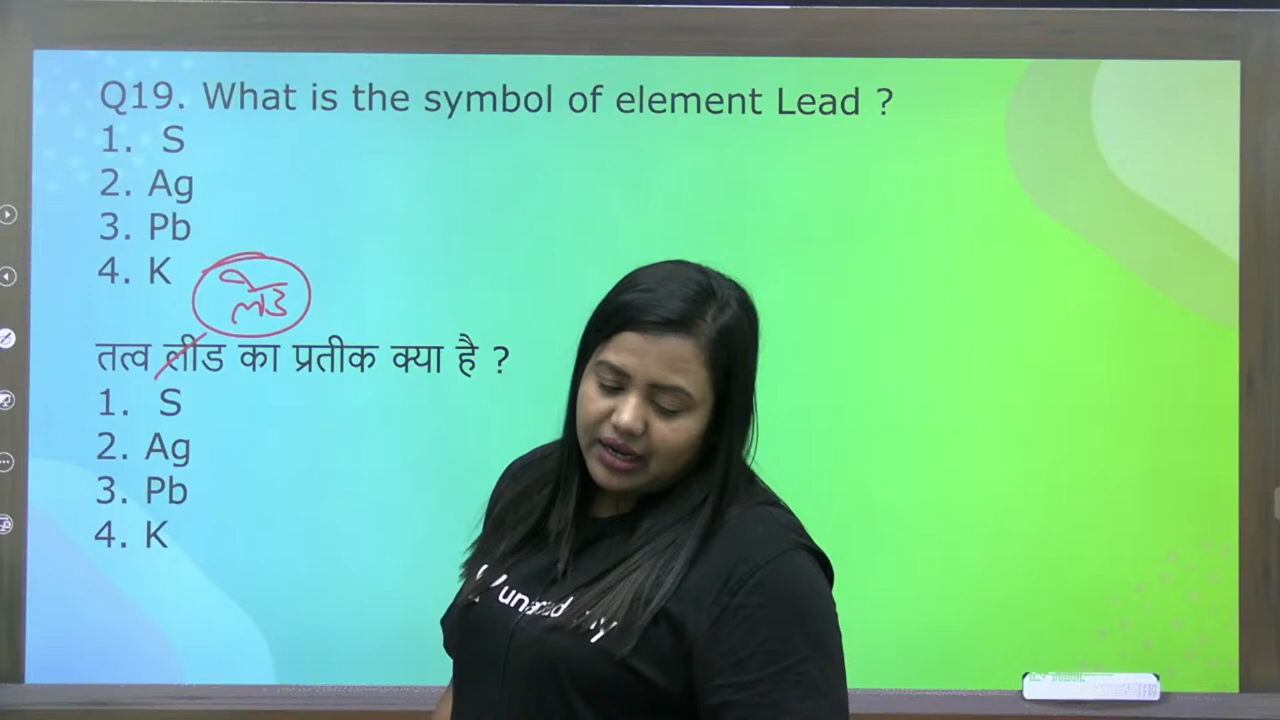 Q19. What is the symbol of element Lead ?
1. S
2. Ag
3. Pb
4. K
लेड
तत्व लीड का प्रतीक क्या है ?
1. S
2. Ag
3. Pb
4. K